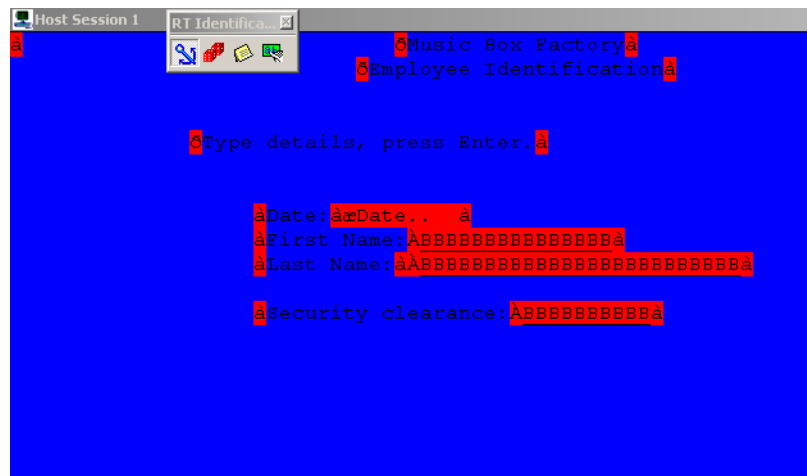 Host Session 1
RT Identifica...
à
õMusic Box Factoryà
õEmployee Identificationà
õType details, press Enter.à
àDate:àæDate..  à
àFirst Name:ÀBBBBBBBBBBBBBBBà
àLast Name:àÀBBBBBBBBBBBBBBBBBBBBBBBBBà
àSecurity clearance:ÀBBBBBBBBBBà